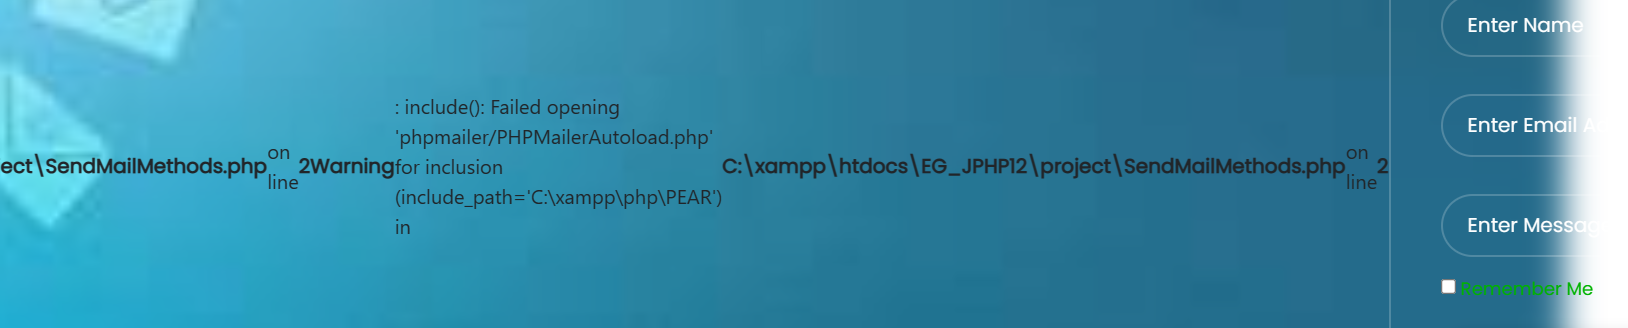 Enter Name
: include(): Failed opening
'phpmailer/PHPMailerAutoload.php'
ect\SendMailMethods.php on line 2Warning for inclusion C:\xampp\htdocs\EG_JPHP12\project\SendMailMethods.php on line 2
(include_path='C:\xampp\php\PEAR')
in
Enter Email A
Enter Messag
Remember Me